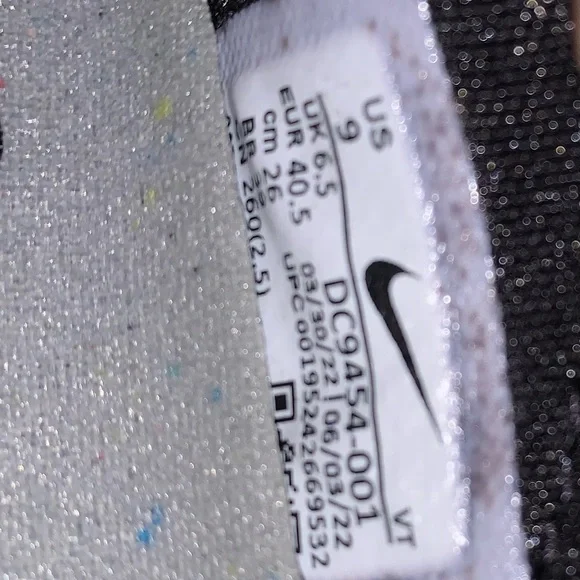 US
9
UK 6.5
EUR 40.5
cm 26
BR
260(2.5)
VT
DC9454-001
03/30/22 | 06/03/22
UPC 00195242669532